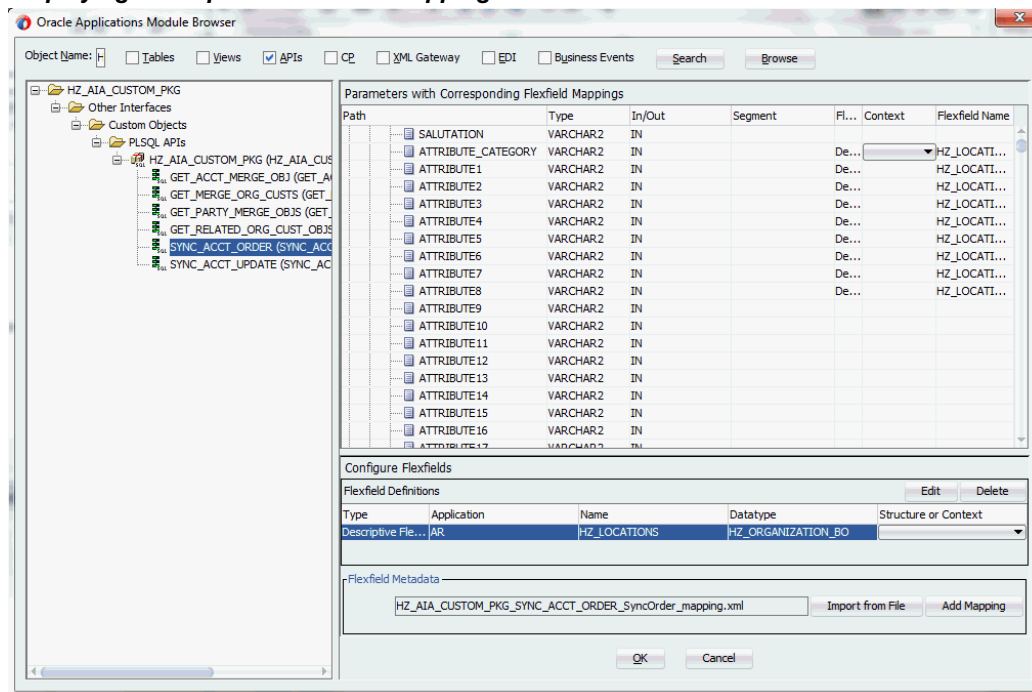 Oracle Applications Module Browser
Object Name: H Tables Views APIs CP XML Gateway EDI Business Events Search Browse
HZ_AIA_CUSTOM_PKG
Other Interfaces
Custom Objects
PLSQL APIs
HZ_AIA_CUSTOM_PKG (HZ_AIA_CUS
GET_ACCT_MERGE_OBJ (GET_A
GET_MERGE_ORG_CUSTS (GET_
GET_PARTY_MERGE_OBJS (GET_
GET_RELATED_ORG_CUST_OBJS
SYNC_ACCT_ORDER (SYNC_ACC
SYNC_ACCT_UPDATE (SYNC_AC
Parameters with Corresponding Flexfield Mappings
Path Type In/Out Segment Fl... Context Flexfield Name
SALUTATION VARCHAR2 IN
ATTRIBUTE_CATEGORY VARCHAR2 IN De... HZ_LOCATI...
ATTRIBUTE1 VARCHAR2 IN De... HZ_LOCATI...
ATTRIBUTE2 VARCHAR2 IN De... HZ_LOCATI...
ATTRIBUTE3 VARCHAR2 IN De... HZ_LOCATI...
ATTRIBUTE4 VARCHAR2 IN De... HZ_LOCATI...
ATTRIBUTE5 VARCHAR2 IN De... HZ_LOCATI...
ATTRIBUTE6 VARCHAR2 IN De... HZ_LOCATI...
ATTRIBUTE7 VARCHAR2 IN De... HZ_LOCATI...
ATTRIBUTE8 VARCHAR2 IN De... HZ_LOCATI...
ATTRIBUTE9 VARCHAR2 IN
ATTRIBUTE10 VARCHAR2 IN
ATTRIBUTE11 VARCHAR2 IN
ATTRIBUTE12 VARCHAR2 IN
ATTRIBUTE13 VARCHAR2 IN
ATTRIBUTE14 VARCHAR2 IN
ATTRIBUTE15 VARCHAR2 IN
ATTRIBUTE16 VARCHAR2 IN
ATTRIBUTE17 VARCHAR2 IN
Configure Flexfields
Flexfield Definitions Edit Delete
Type Application Name Datatype Structure or Context
Descriptive Fle... AR HZ_LOCATIONS HZ_ORGANIZATION_BO
Flexfield Metadata
HZ_AIA_CUSTOM_PKG_SYNC_ACCT_ORDER_SyncOrder_mapping.xml Import from File Add Mapping
OK Cancel